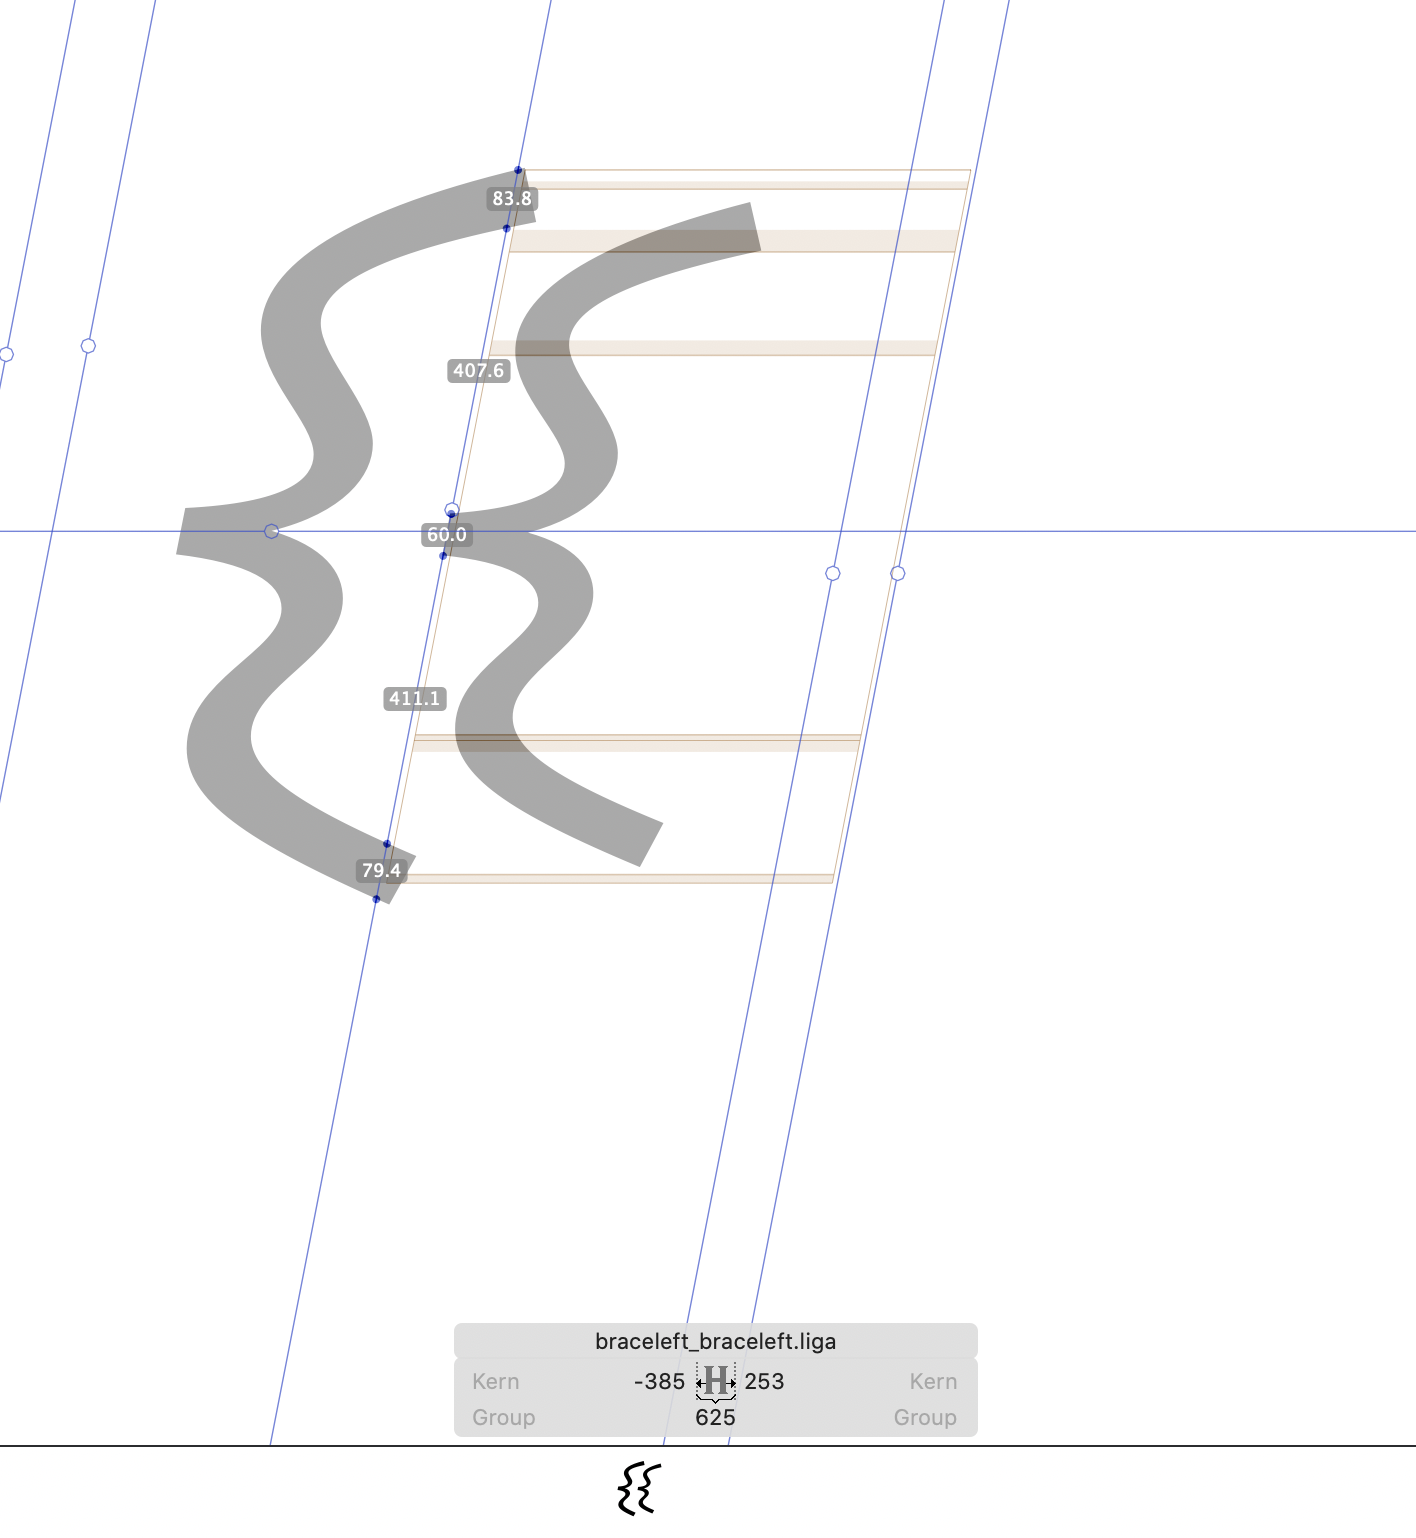 83.8
407.6
60.0
411.1
79.4
braceleft_braceleft.liga
Kern -385 H 253 Kern
Group 625 Group
{{